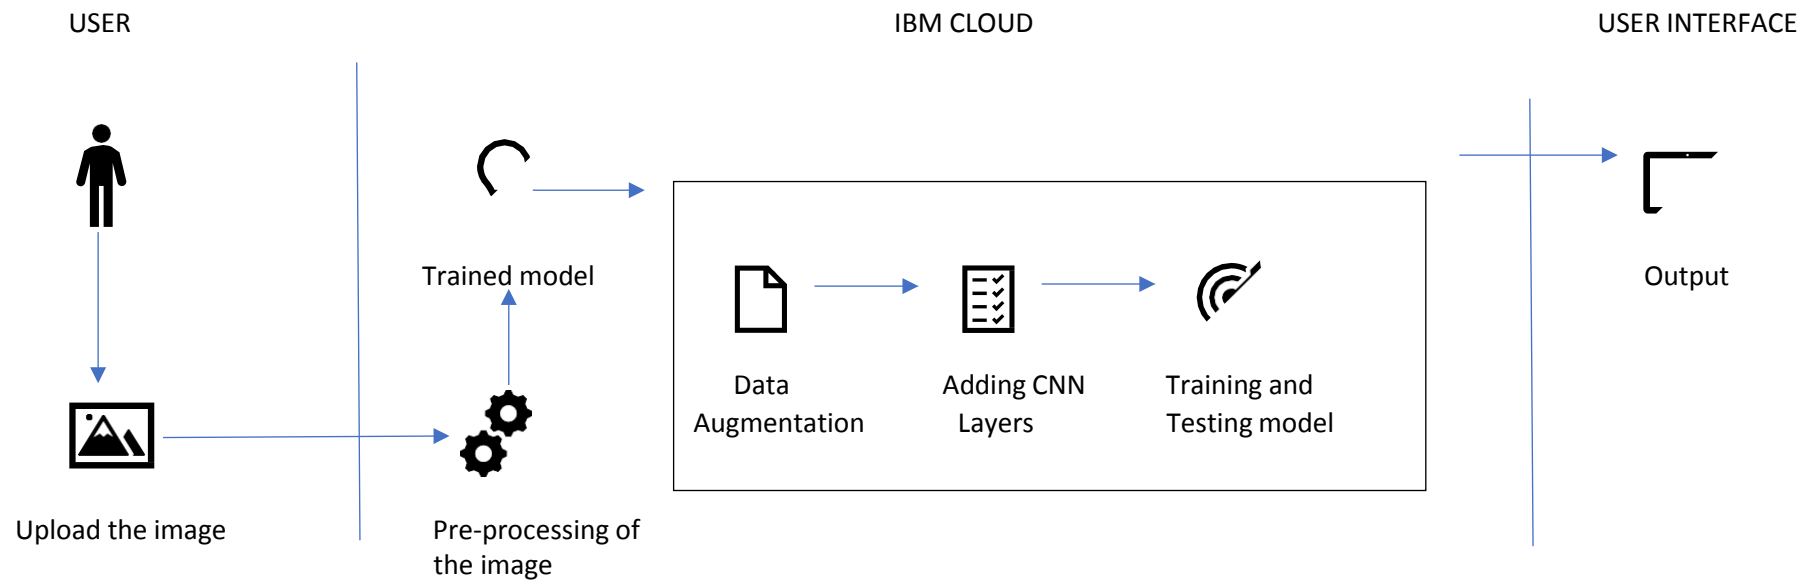 USER
IBM CLOUD
USER INTERFACE
Trained model
Output
Data
Augmentation
Adding CNN
Layers
Training and
Testing model
Upload the image
Pre-processing of
the image